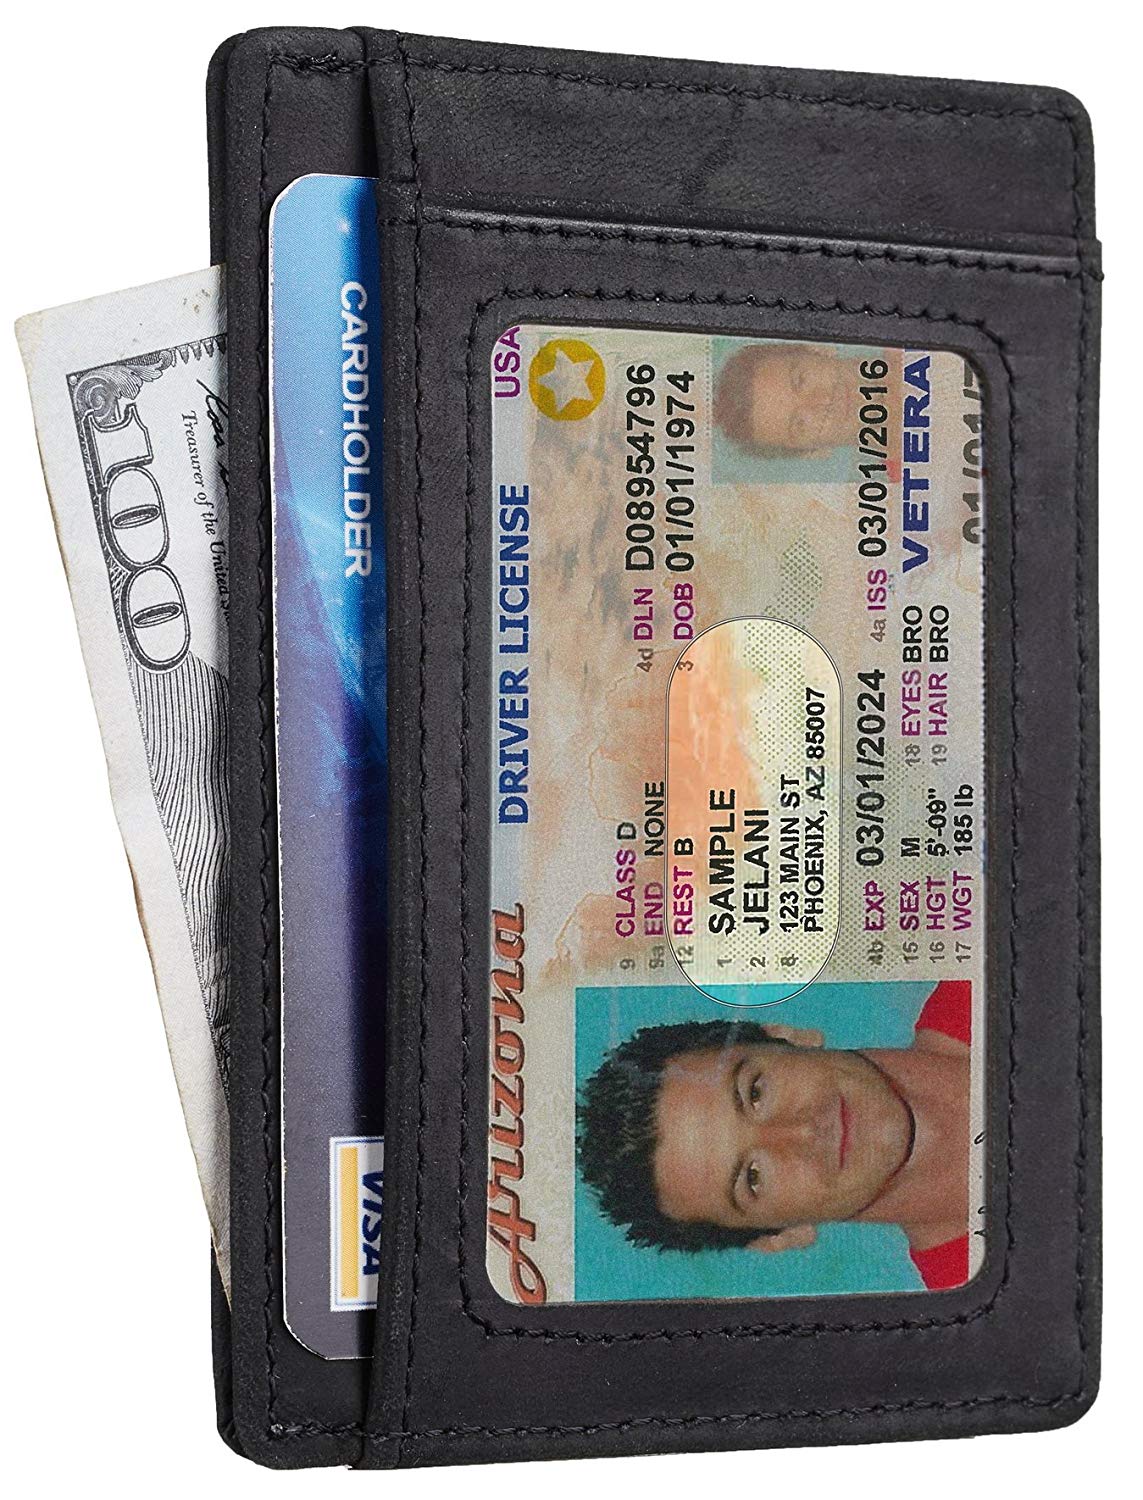 100
Treasurer of the United
CARDHOLDER
VISA
Arizona DRIVER LICENSE USA
9 CLASS D
9a END NONE
12 REST B
4d DLN D08954796
3 DOB 01/01/1974
1 SAMPLE
2 JELANI
8 123 MAIN ST
PHOENIX, AZ 85007
4b EXP 03/01/2024 4a ISS 03/01/2016
15 SEX M 18 EYES BRO
16 HGT 5'-09" 19 HAIR BRO
17 WGT 185 lb
VETERA